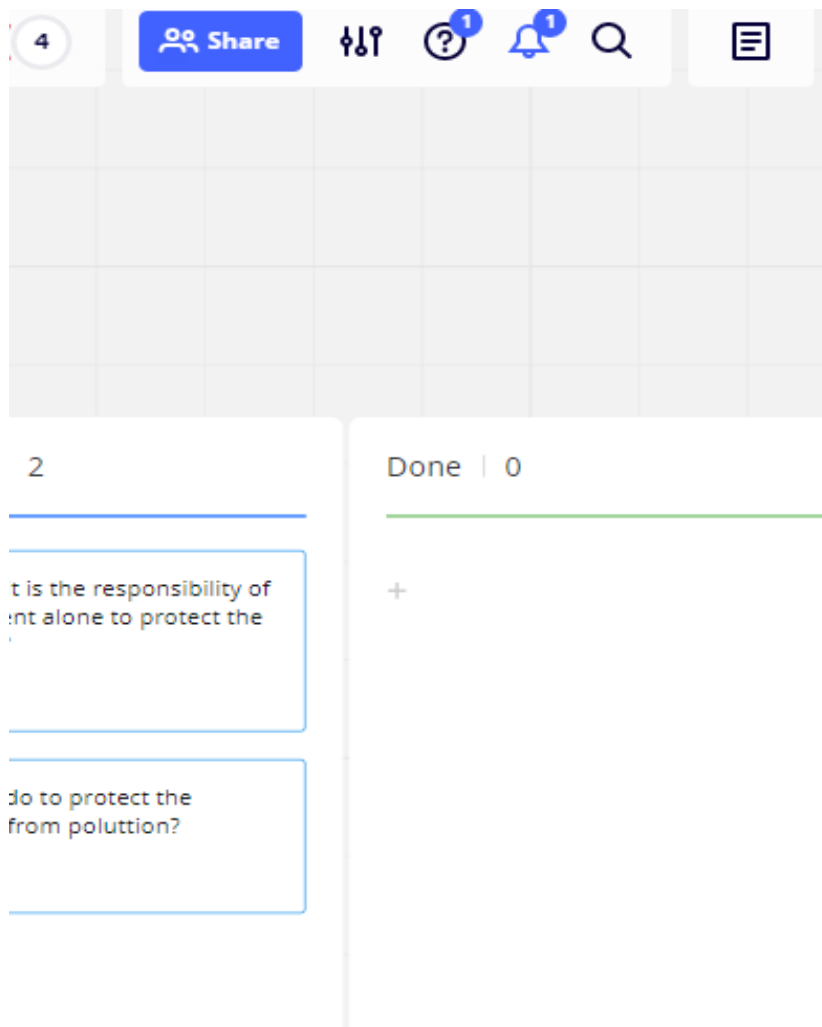 4
Share
1
1
2
Done | 0
t is the responsibility of
ent alone to protect the
+
do to protect the
from poluttion?